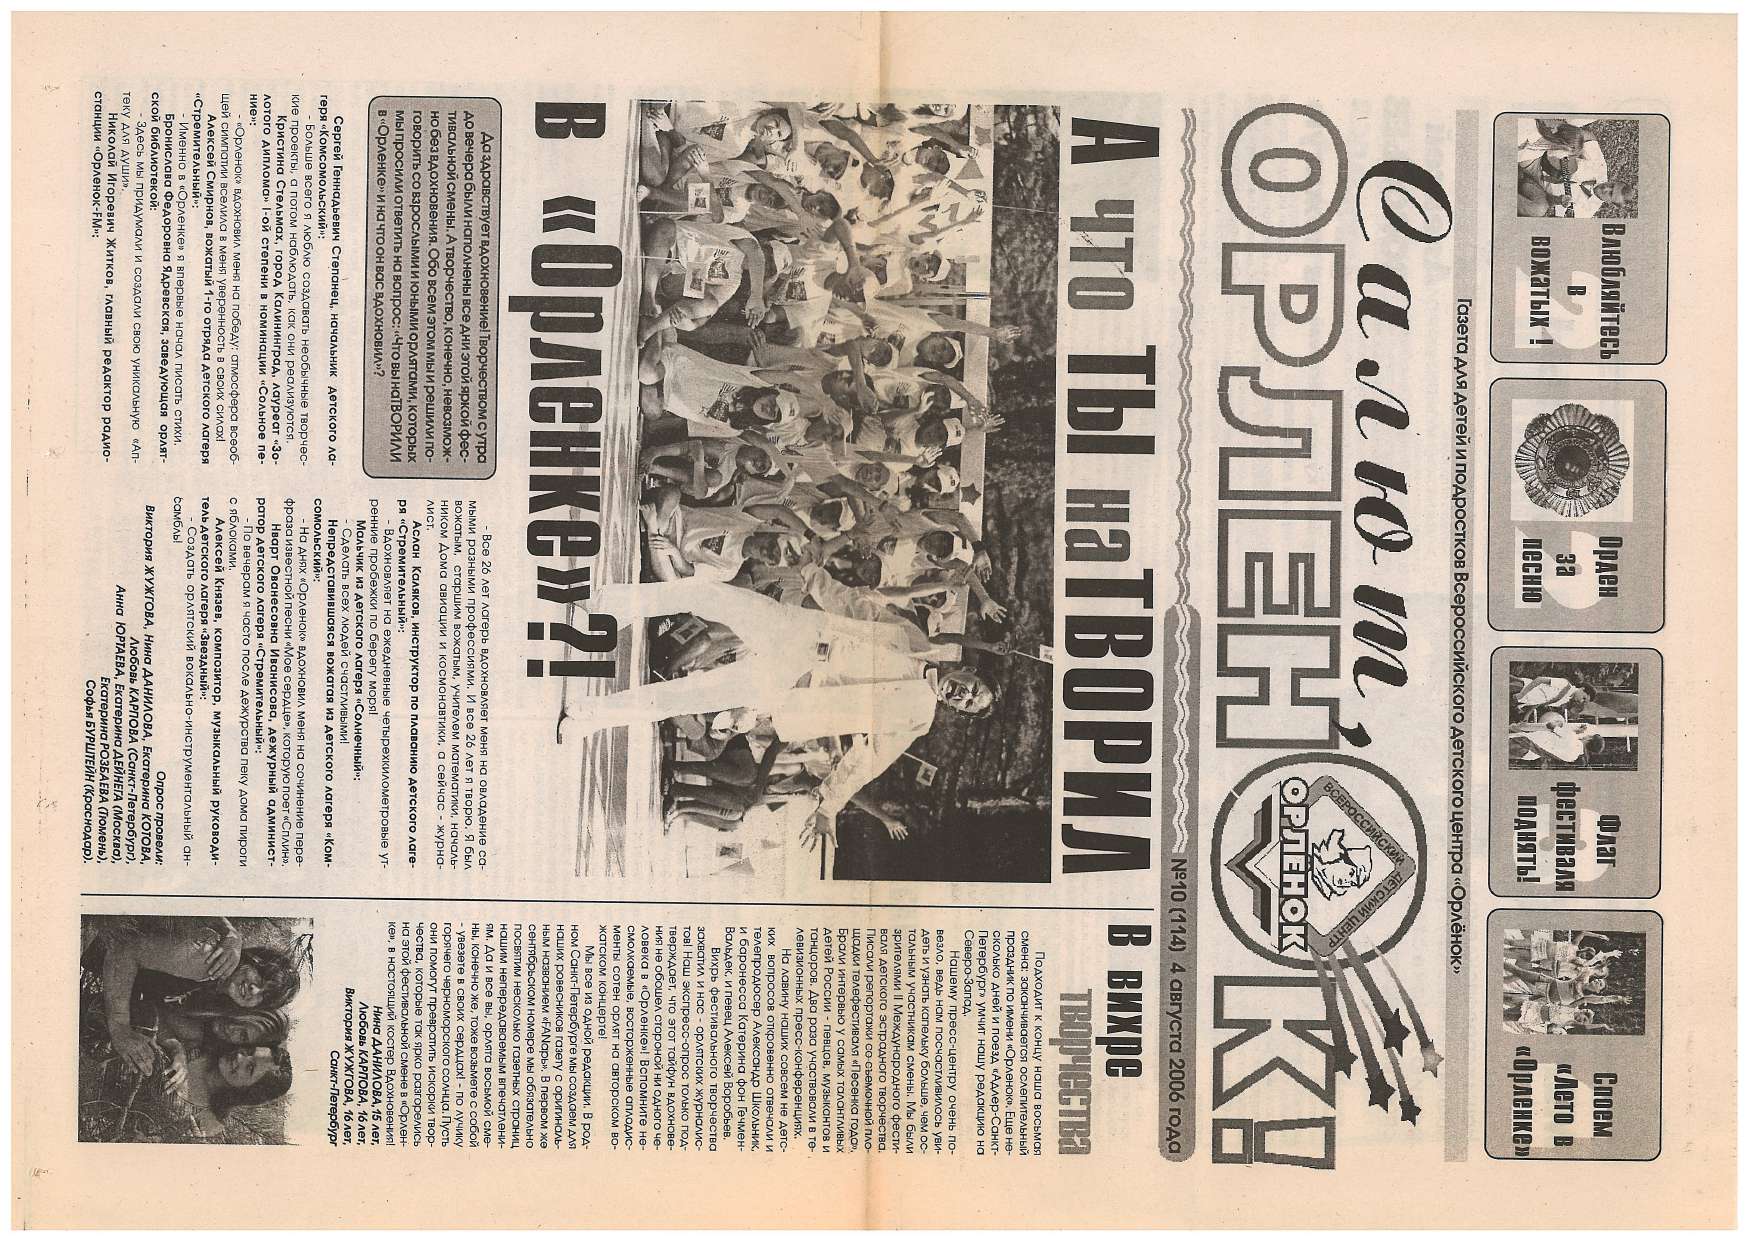 Влюбляйтесь
в
вожатых !
2
Орден
за
песню
2
Флаг
фестиваля
поднять!
Споем
«Лето в
«Орленке»
Газета для детей и подростков Всероссийского детского центра «Орлёнок»
Салют,
ОРЛЕНОК!
ВСЕРОССИЙСКИЙ
ДЕТСКИЙ ЦЕНТР
ОРЛЁНОК
№10 (114) 4 августа 2006 года
А что ТЫ наТВОРИЛ
в «Орленке»?!
Да здравствует вдохновение! Творчеством с утра
до вечера были наполнены все дни этой яркой фес-
тивальной смены. А творчество, конечно, невозмож-
но без вдохновения. Обо всем этом мы и решили по-
говорить со взрослыми и юными орлятами, которых
мы просили ответить на вопрос: «Что вы наТВОРИЛИ
в «Орленке» и на что он вас вдохновил»?
Сергей Геннадьевич Степанец, начальник детского ла-
геря «Комсомольский»:
- Больше всего я люблю создавать необычные творчес-
кие проекты, а потом наблюдать, как они реализуются.
Кристина Стельмах, город Калининград, лауреат «Зо-
лотого диплома» I-ой степени в номинации «Сольное пе-
ние»:
- «Орленок» вдохновил меня на победу: атмосфера всеоб-
щей симпатии вселила в меня уверенность в своих силах!
Алексей Смирнов, вожатый 1-го отряда детского лагеря
«Стремительный»:
- Именно в «Орленке» я впервые начал писать стихи.
Бронислава Федоровна Ядревская, заведующая орлят-
ской библиотекой:
- Здесь мы придумали и создали свою уникальную «Ап-
теку для души».
Николай Игоревич Житков, главный редактор радио-
станции «Орленок-FM»:
- Все 26 лет лагерь вдохновляет меня на овладение са-
мыми разными профессиями. И все 26 лет я творю. Я был
вожатым, старшим вожатым, учителем математики, началь-
ником Дома авиации и космонавтики, а сейчас - журна-
лист.
Аслан Каляков, инструктор по плаванию детского лаге-
ря «Стремительный»:
- Вдохновляет на ежедневные четырехкилометровые ут-
ренние пробежки по берегу моря!
Мальчик из детского лагеря «Солнечный»:
- Сделать всех людей счастливыми!
Непредставившаяся вожатая из детского лагеря «Ком-
сомольский»:
- На днях «Орленок» вдохновил меня на сочинение пере-
фраза известной песни «Мое сердце», которую поет «Сплин».
Нварт Ованесовна Иванисова, дежурный админист-
ратор детского лагеря «Стремительный»:
- По вечерам я часто после дежурства пеку дома пироги
с яблоками.
Алексей Князев, композитор, музыкальный руководи-
тель детского лагеря «Звездный»:
- Создать орлятский вокально-инструментальный ан-
самбль!
Опрос провели:
Виктория ЖУЖГОВА, Нина ДАНИЛОВА, Екатерина КОТОВА,
Любовь КАРПОВА (Санкт-Петербург),
Анна ЮРТАЕВА, Екатерина ДЕЙНЕГА (Москва),
Екатерина РОЗБАЕВА (Тюмень),
Софья БУРШТЕЙН (Краснодар).
В вихре
творчества
Подходит к концу наша восьмая
смена: заканчивается ослепительный
праздник по имени «Орленок». Еще не-
сколько дней и поезд «Адлер-Санкт-
Петербург» умчит нашу редакцию на
Северо-Запад.
Нашему пресс-центру очень по-
везло, ведь нам посчастливилось уви-
деть и узнать капельку больше, чем ос-
тальным участникам смены. Мы были
зрителями II Международного фести-
валя детского эстрадного творчества.
Писали репортажи со съемочной пло-
щадки телефестиваля «Песенка года».
Брали интервью у самых талантливых
детей России - певцов, музыкантов и
танцоров. Два раза участвовали в те-
левизионных пресс-конференциях.
На лавину наших совсем не детс-
ких вопросов откровенно отвечали и
телепродюсер Александр Школьник,
и баронесса Катерина фон Гечмен-
Вальдек, и певец Алексей Воробьев.
Вихрь фестивального творчества
захватил и нас - орлятских журналис-
тов! Наш экспресс-опрос только под-
тверждает, что этот тайфун вдохнове-
ния не обошел стороной ни одного че-
ловека в «Орленке»! Вспомните не-
смолкаемые, восторженные аплодис-
менты сотен орлят на авторском во-
жатском концерте!
Мы все из одной редакции. В род-
ном Санкт-Петербурге мы создаем для
наших ровесников газету с оригиналь-
ным названием «FАNтарь». В первом же
сентябрьском номере мы обязательно
посвятим несколько газетных страниц
нашим непередаваемым впечатлени-
ям. Да и все вы, орлята восьмой сме-
ны, конечно же, тоже возьмете с собой
- увезете в своих сердцах! - по лучику
горячего черноморского солнца. Пусть
они помогут превратить искорки твор-
чества, которые так ярко разгорелись
на этой фестивальной смене в «Орлен-
ке», в настоящий костер Вдохновения!
Нина ДАНИЛОВА, 15 лет,
Любовь КАРПОВА, 16 лет,
Виктория ЖУЖГОВА, 16 лет,
Санкт-Петербург